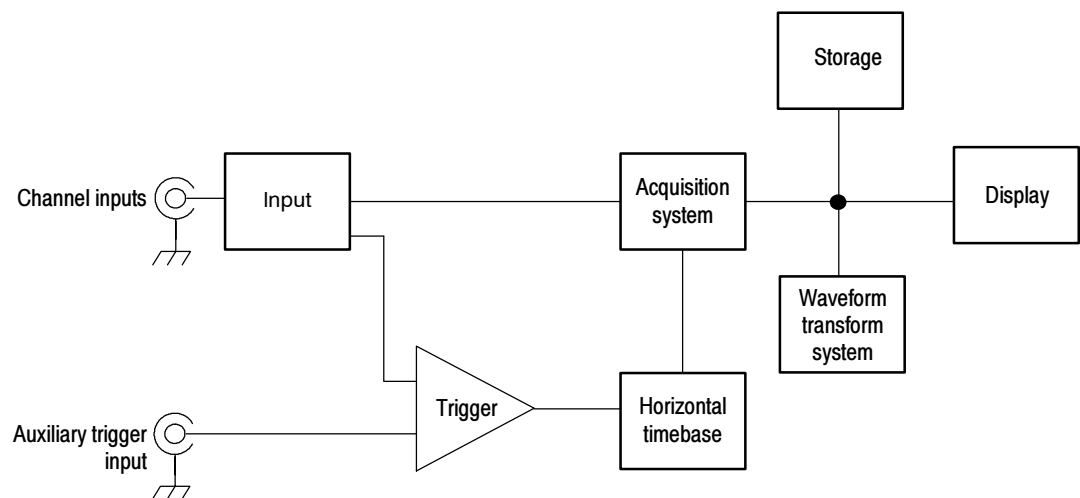 Storage
Channel inputs
Input
Acquisition
system
Display
Waveform
transform
system
Trigger
Horizontal
timebase
Auxiliary trigger
input